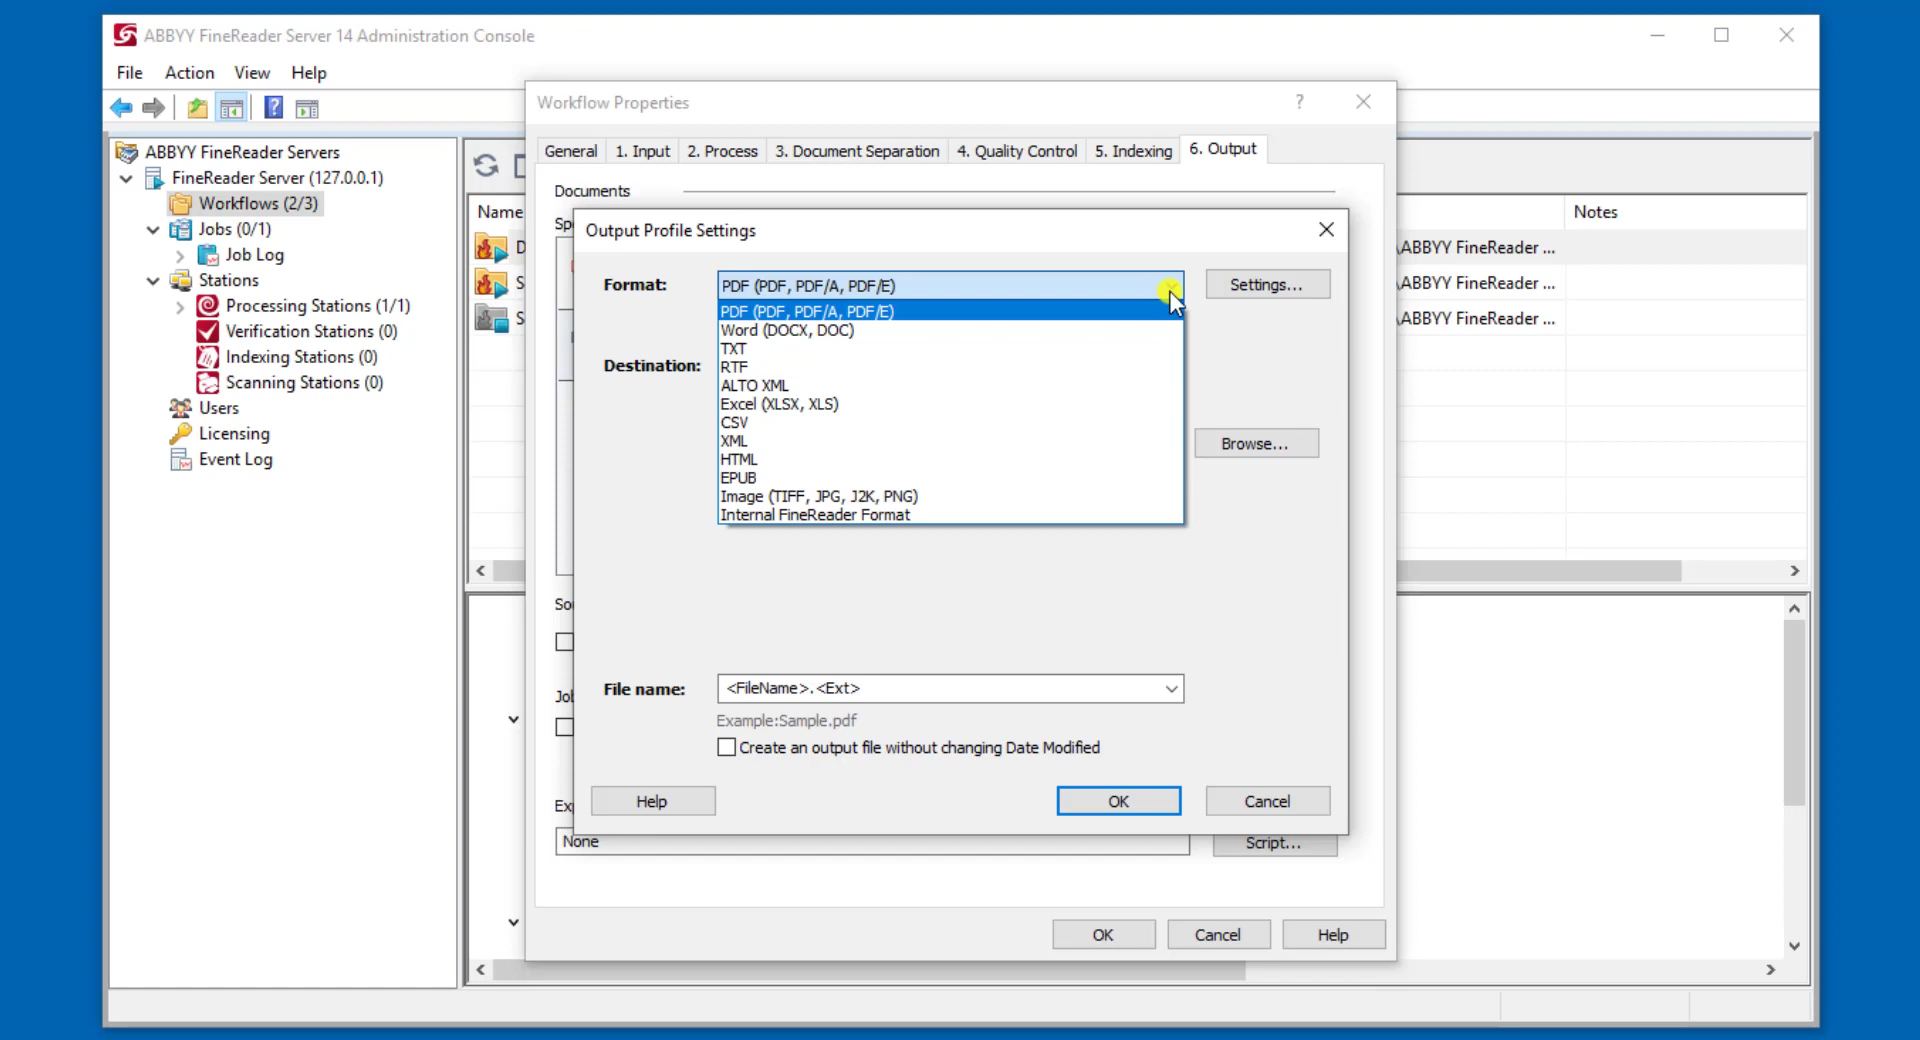 ABBYY FineReader Server 14 Administration Console
File Action View Help
Workflow Properties
ABBYY FineReader Servers
FineReader Server (127.0.0.1)
Workflows (2/3)
Jobs (0/1)
Job Log
Stations
Processing Stations (1/1)
Verification Stations (0)
Indexing Stations (0)
Scanning Stations (0)
Users
Licensing
Event Log
General 1. Input 2. Process 3. Document Separation 4. Quality Control 5. Indexing 6. Output
Documents
Name
Notes
ABBYY FineReader ...
ABBYY FineReader ...
ABBYY FineReader ...
Output Profile Settings
Format: PDF (PDF, PDF/A, PDF/E) Settings...
PDF (PDF, PDF/A, PDF/E)
Word (DOCX, DOC)
TXT
RTF
ALTO XML
Excel (XLSX, XLS)
CSV
XML
HTML
EPUB
Image (TIFF, JPG, J2K, PNG)
Internal FineReader Format
Destination:
Browse...
File name: <FileName>.<Ext>
Example:Sample.pdf
Create an output file without changing Date Modified
Help OK Cancel
None Script...
OK Cancel Help